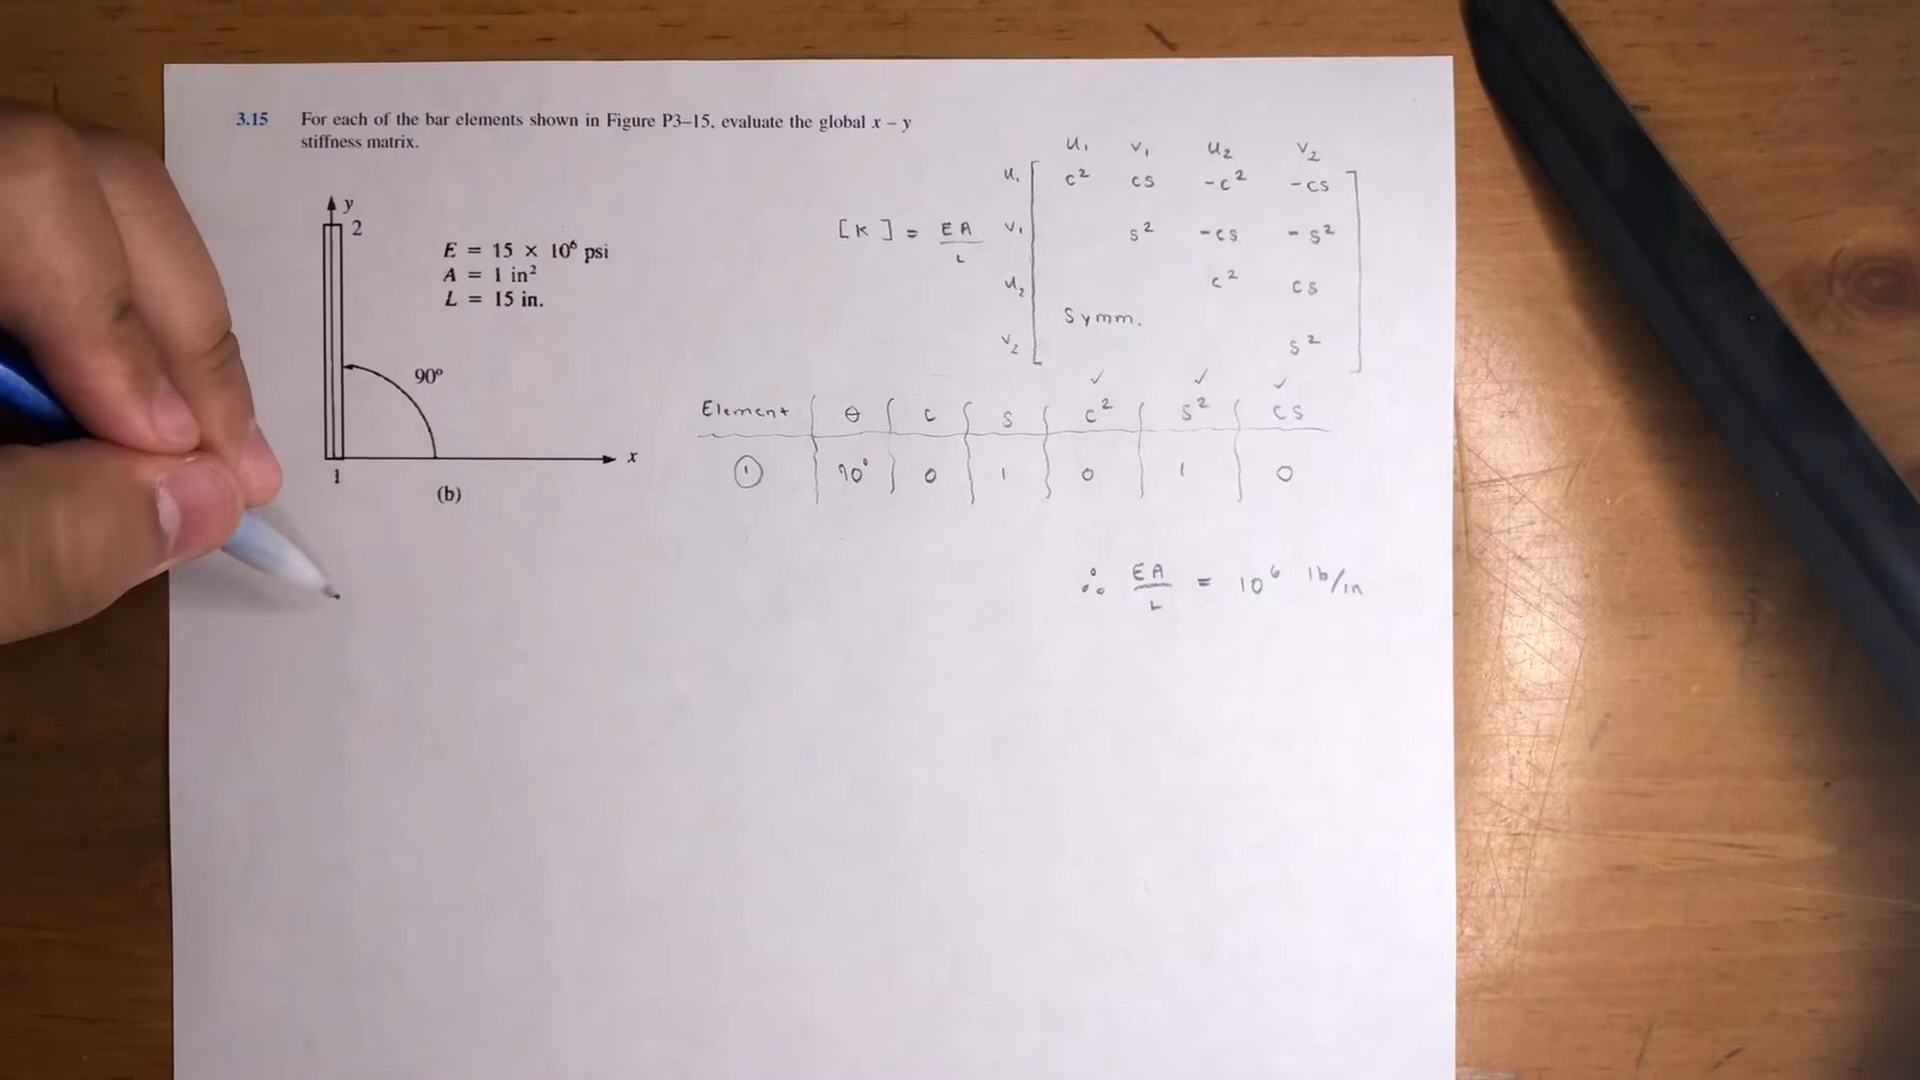 3.15 For each of the bar elements shown in Figure P3–15, evaluate the global x – y
stiffness matrix.
y
2
E = 15 × 10⁶ psi
A = 1 in²
L = 15 in.
90°
x
1
(b)
u₁ v₁ u₂ v₂
u₁ c² cs -c² -cs
[K] = EA/L v₁ s² -cs -s²
u₂ c² cs
Symm.
v₂ s²
✓ ✓ ✓
Element θ c s c² s² cs
① 90° 0 1 0 1 0
∴ EA/L = 10⁶ lb/in